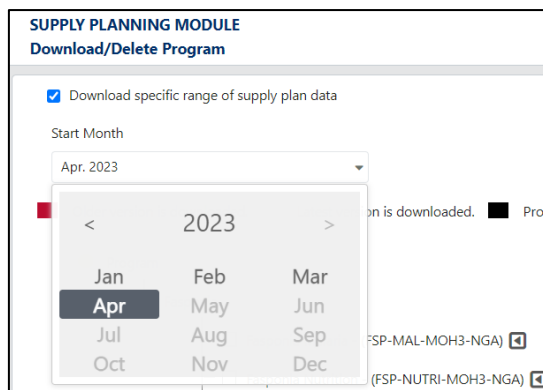 SUPPLY PLANNING MODULE
Download/Delete Program
Download specific range of supply plan data
Start Month
Apr. 2023
on is downloaded. Pro
< 2023 >
Jan Feb Mar
Apr May Jun
Jul Aug Sep
Oct Nov Dec
FSP-MAL-MOH3-NGA)
(FSP-NUTRI-MOH3-NGA)